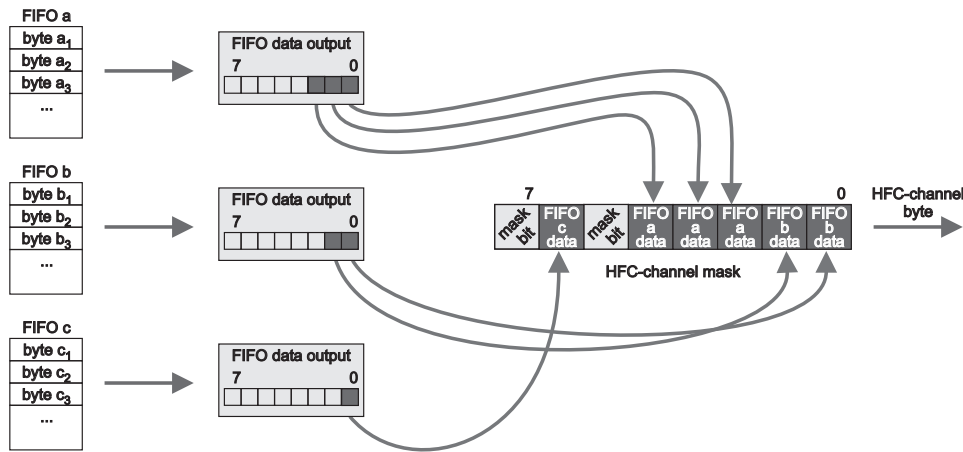 FIFO a
byte a1
byte a2
byte a3
...
FIFO data output
7 0
FIFO b
byte b1
byte b2
byte b3
...
FIFO data output
7 0
FIFO c
byte c1
byte c2
byte c3
...
FIFO data output
7 0
7 0
mask bit
FIFO c data
mask bit
FIFO a data
FIFO a data
FIFO a data
FIFO b data
FIFO b data
HFC-channel mask
HFC-channel
byte